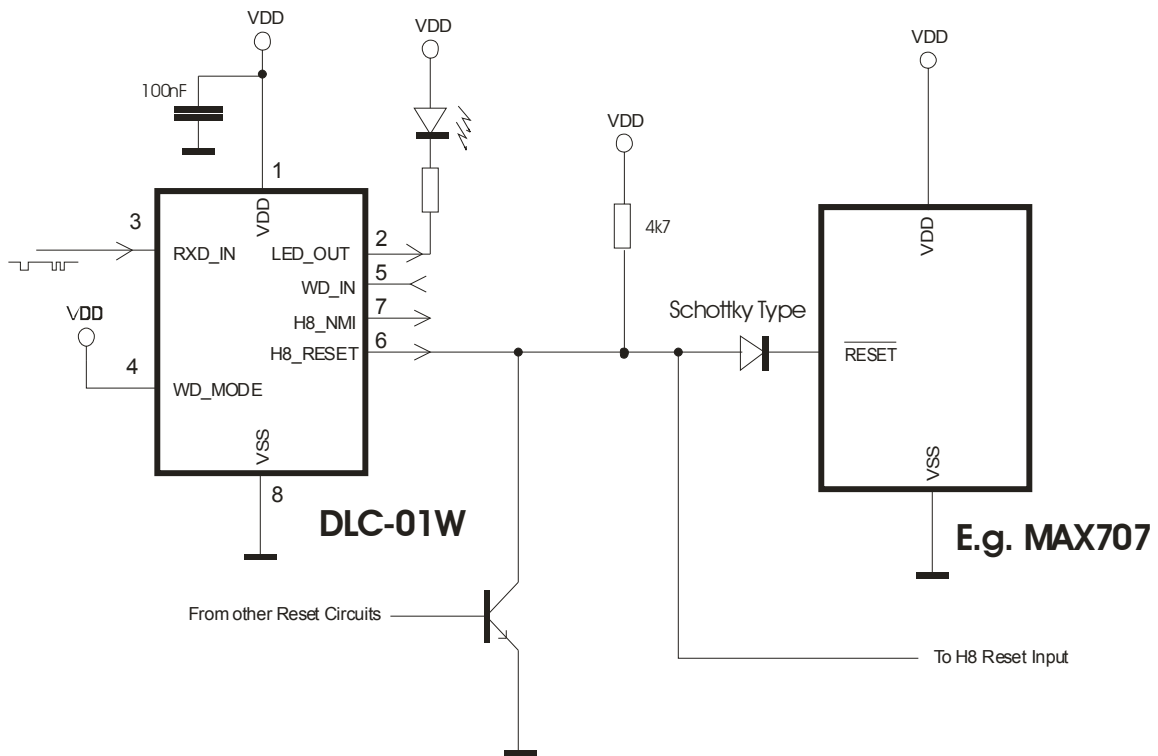 VDD
VDD
VDD
100nF
VDD
1
3
VDD
VDD
RXD_IN
LED_OUT
2
WD_IN
5
H8_NMI
7
H8_RESET
6
VDD
4
WD_MODE
VSS
8
4k7
Schottky Type
RESET
VSS
DLC-01W
E.g. MAX707
From other Reset Circuits
To H8 Reset Input